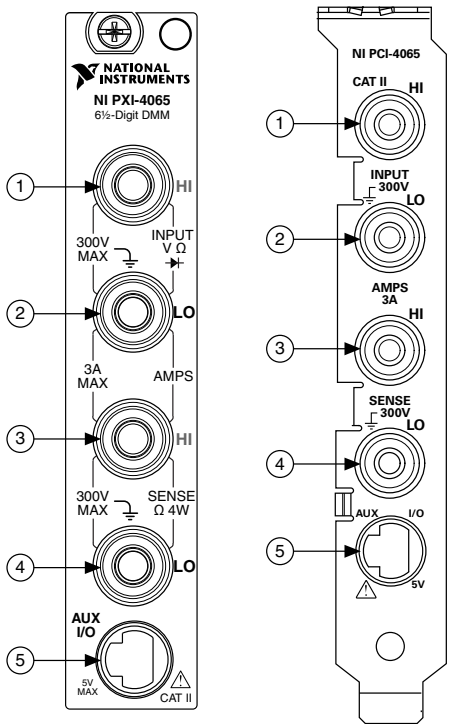 NATIONAL
INSTRUMENTS
NI PXI-4065
6½-Digit DMM
1
HI
300V
MAX
INPUT
V Ω
2
LO
3A
MAX
AMPS
3
HI
300V
MAX
SENSE
Ω 4W
4
LO
AUX
I/O
5
5V
MAX
CAT II
NI PCI-4065
CAT II
HI
1
INPUT
300V
LO
2
AMPS
3A
HI
3
SENSE
300V
LO
4
AUX
I/O
5
5V